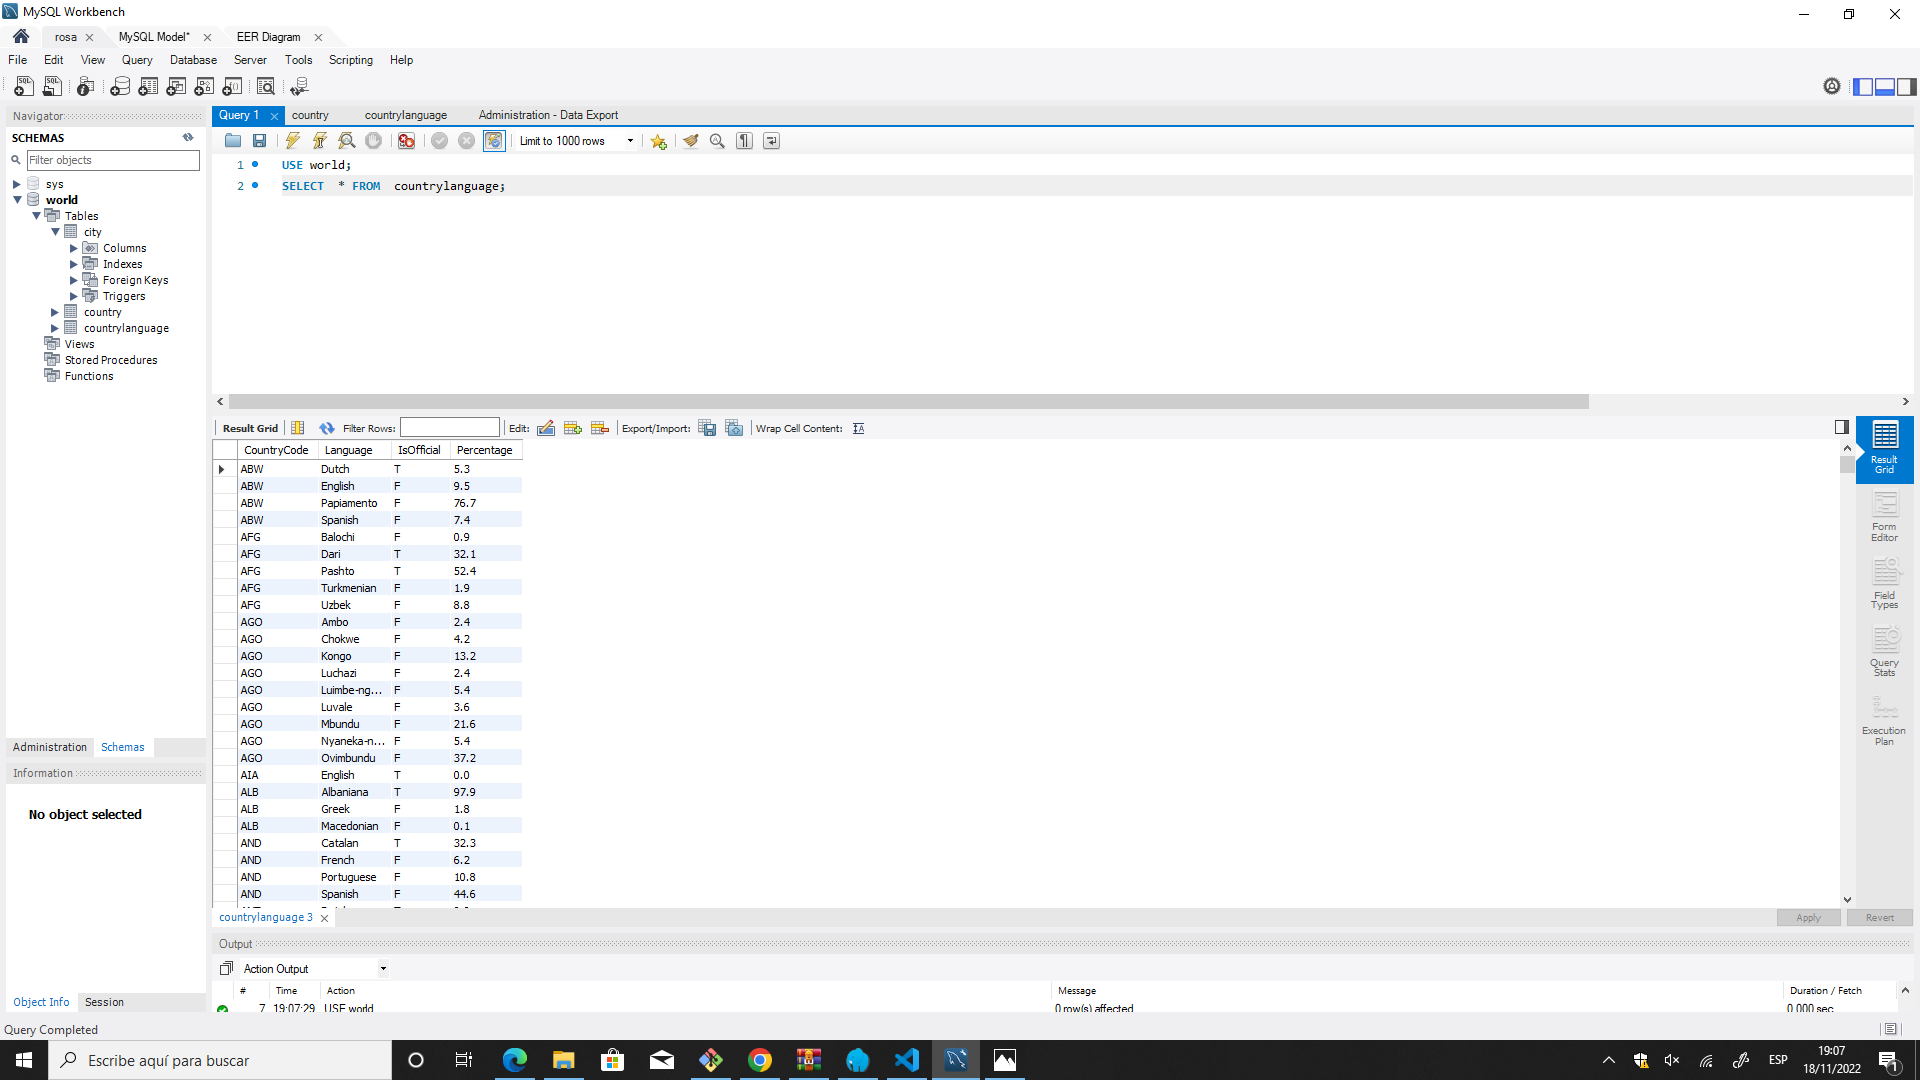 MySQL Workbench
rosa MySQL Model* EER Diagram
File Edit View Query Database Server Tools Scripting Help
Navigator
SCHEMAS
Filter objects
sys
world
Tables
city
Columns
Indexes
Foreign Keys
Triggers
country
countrylanguage
Views
Stored Procedures
Functions
Administration Schemas
Information
No object selected
Object Info Session
Query 1 country countrylanguage Administration - Data Export
Limit to 1000 rows
1 USE world;
2 SELECT * FROM countrylanguage;
Result Grid Filter Rows: Edit: Export/Import: Wrap Cell Content:
CountryCode Language IsOfficial Percentage
ABW Dutch T 5.3
ABW English F 9.5
ABW Papiamento F 76.7
ABW Spanish F 7.4
AFG Balochi F 0.9
AFG Dari T 32.1
AFG Pashto T 52.4
AFG Turkmenian F 1.9
AFG Uzbek F 8.8
AGO Ambo F 2.4
AGO Chokwe F 4.2
AGO Kongo F 13.2
AGO Luchazi F 2.4
AGO Luimbe-ng... F 5.4
AGO Luvale F 3.6
AGO Mbundu F 21.6
AGO Nyaneka-n... F 5.4
AGO Ovimbundu F 37.2
AIA English T 0.0
ALB Albaniana T 97.9
ALB Greek F 1.8
ALB Macedonian F 0.1
AND Catalan T 32.3
AND French F 6.2
AND Portuguese F 10.8
AND Spanish F 44.6
Result
Grid
Form
Editor
Field
Types
Query
Stats
Execution
Plan
countrylanguage 3
Apply Revert
Output
Action Output
# Time Action Message Duration / Fetch
7 19:07:29 USE world 0 row(s) affected 0.000 sec
Query Completed
Escribe aquí para buscar
ESP
19:07
18/11/2022
1